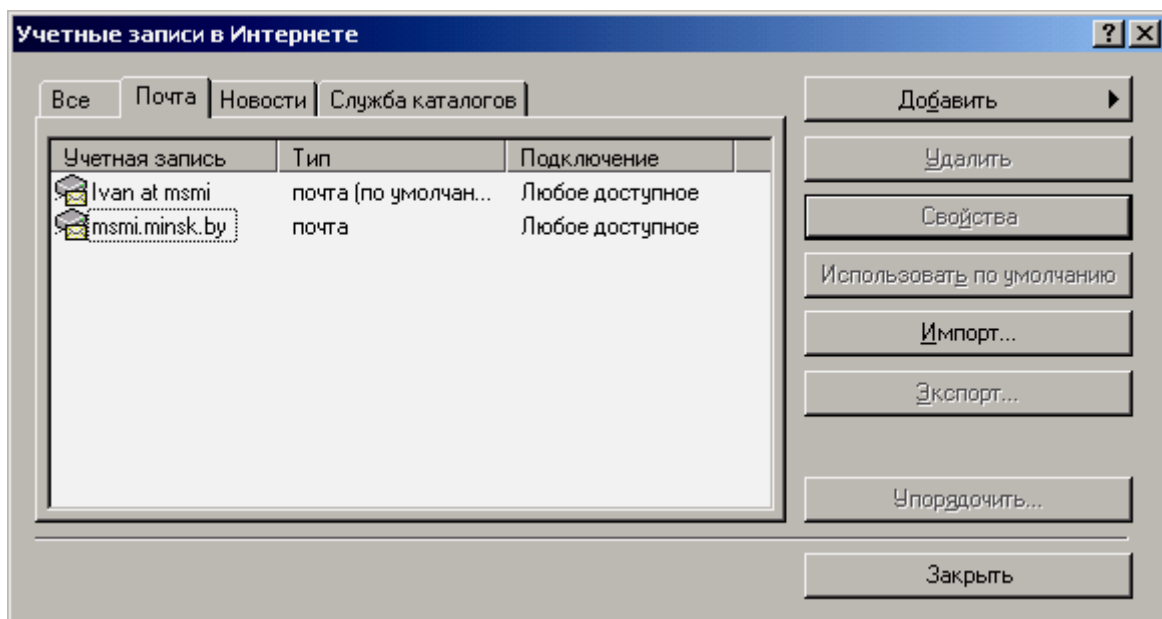 Учетные записи в Интернете
Все Почта Новости Служба каталогов
Учетная запись Тип Подключение
Ivan at msmi почта (по умолчан... Любое доступное
msmi.minsk.by почта Любое доступное
Добавить
Удалить
Свойства
Использовать по умолчанию
Импорт...
Экспорт...
Упорядочить...
Закрыть